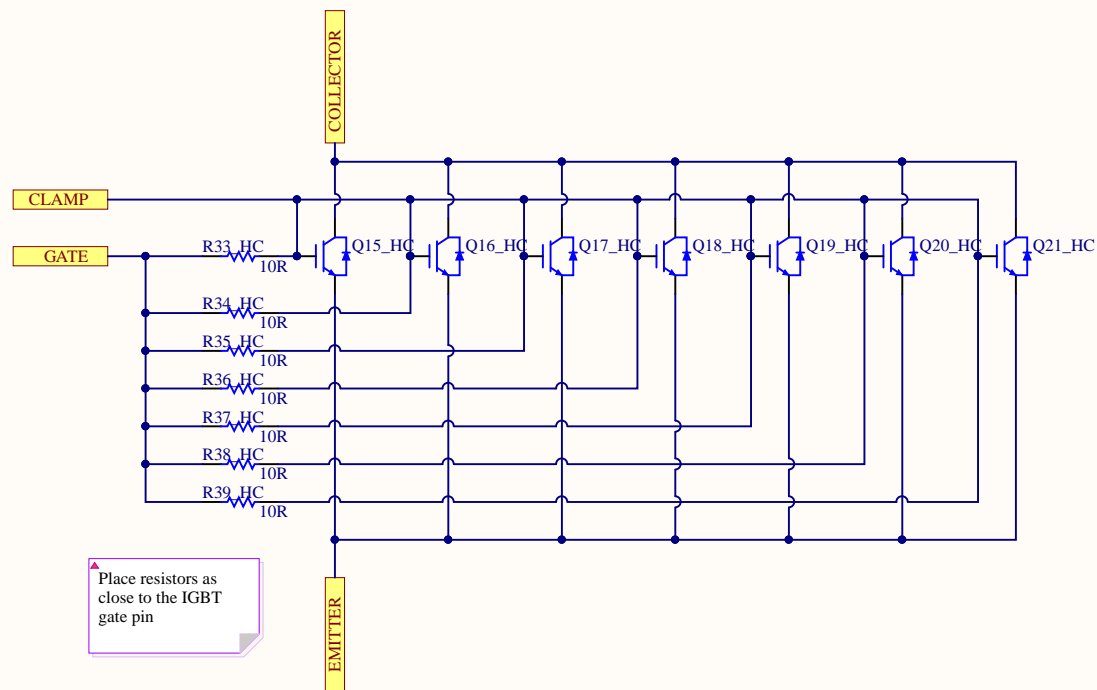 COLLECTOR
CLAMP
GATE
R33_HC
10R
Q15_HC
Q16_HC
Q17_HC
Q18_HC
Q19_HC
Q20_HC
Q21_HC
R34_HC
10R
R35_HC
10R
R36_HC
10R
R37_HC
10R
R38_HC
10R
R39_HC
10R
Place resistors as
close to the IGBT
gate pin
EMITTER